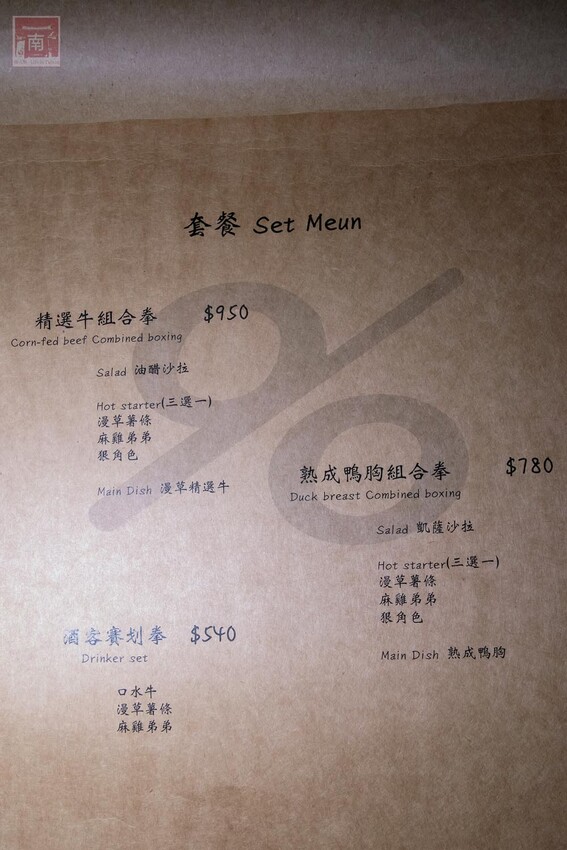 南
套餐 Set Meun
精選牛組合拳 $950
Corn-fed beef Combined boxing
Salad 油醋沙拉
Hot starter(三選一)
漫草薯條
麻雞弟弟
狠角色
Main Dish 漫草精選牛
熟成鴨胸組合拳 $780
Duck breast Combined boxing
Salad 凱薩沙拉
Hot starter(三選一)
漫草薯條
麻雞弟弟
狠角色
Main Dish 熟成鴨胸
酒客賽划拳 $540
Drinker set
口水牛
漫草薯條
麻雞弟弟